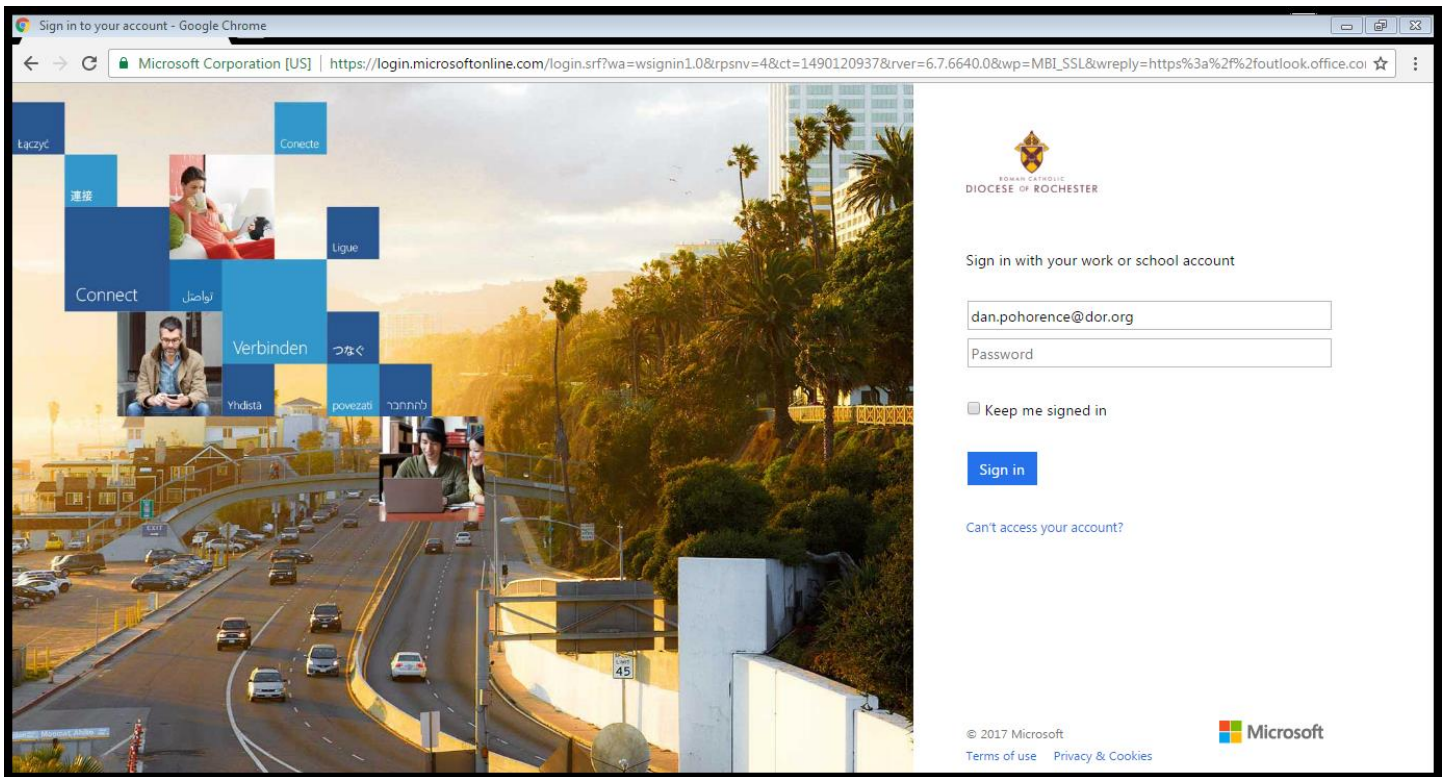 Sign in to your account - Google Chrome
Microsoft Corporation [US] | https://login.microsoftonline.com/login.srf?wa=wsignin1.0&rpsnv=4&ct=1490120937&rver=6.7.6640.0&wp=MBI_SSL&wreply=https%3a%2f%2foutlook.office.co
Łączyć
Conecte
連接
Ligue
Connect
تواصل
Verbinden
つなぐ
Yhdistä
povezati
להתחבר
EXIT
LIMIT
45
ROMAN CATHOLIC
DIOCESE OF ROCHESTER
Sign in with your work or school account
dan.pohorence@dor.org
Password
Keep me signed in
Sign in
Can't access your account?
© 2017 Microsoft
Microsoft
Terms of use Privacy & Cookies